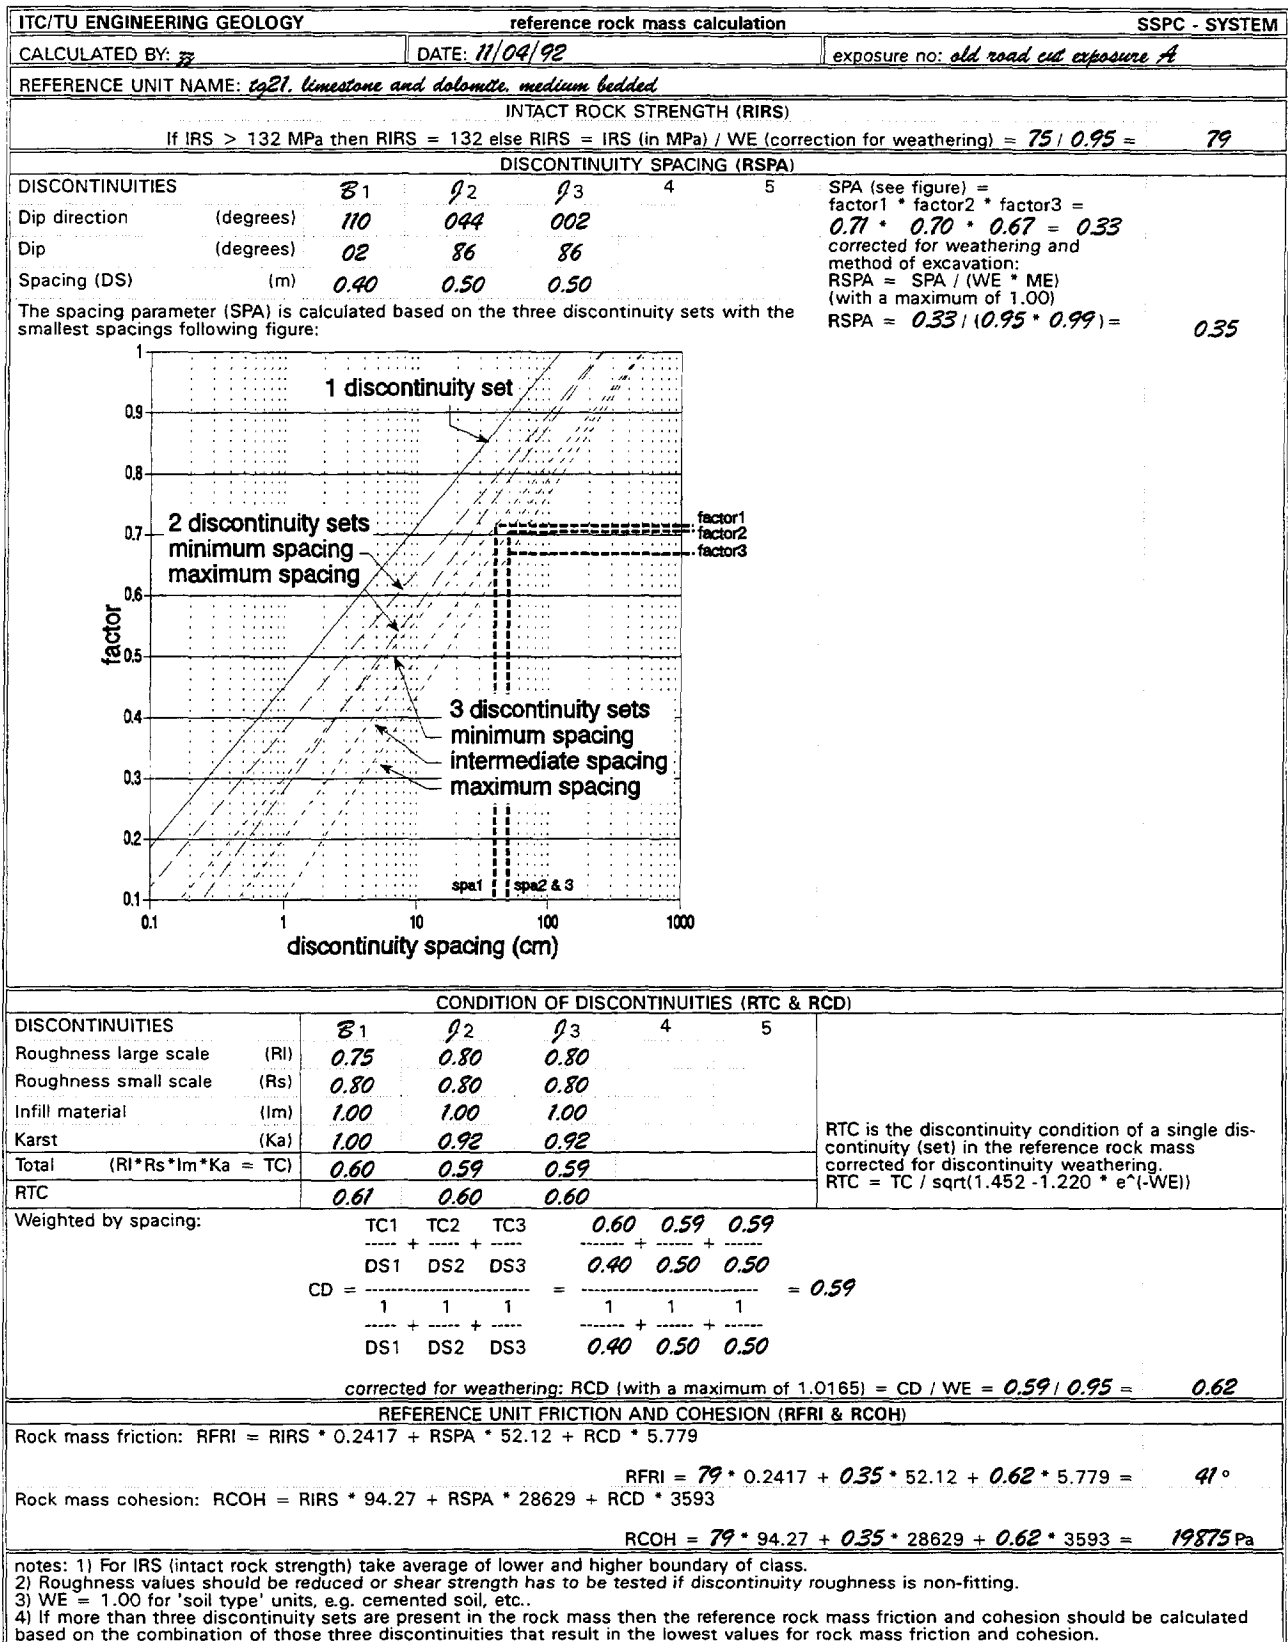 ITC/TU ENGINEERING GEOLOGY reference rock mass calculation SSPC - SYSTEM
CALCULATED BY: DATE: 11/04/92 exposure no: old road cut exposure A
REFERENCE UNIT NAME: tg21. limestone and dolomite. medium bedded
INTACT ROCK STRENGTH (RIRS)
If IRS > 132 MPa then RIRS = 132 else RIRS = IRS (in MPa) / WE (correction for weathering) = 75 / 0.95 = 79
DISCONTINUITY SPACING (RSPA)
DISCONTINUITIES B1 J2 J3 4 5
Dip direction (degrees) 110 044 002
Dip (degrees) 02 86 86
Spacing (DS) (m) 0.40 0.50 0.50
The spacing parameter (SPA) is calculated based on the three discontinuity sets with the
smallest spacings following figure:
SPA (see figure) =
factor1 * factor2 * factor3 =
0.71 * 0.70 * 0.67 = 0.33
corrected for weathering and
method of excavation:
RSPA = SPA / (WE * ME)
(with a maximum of 1.00)
RSPA = 0.33 / (0.95 * 0.99) = 0.35
1
0.9
0.8
0.7
0.6
0.5
0.4
0.3
0.2
0.1
factor
1 discontinuity set
2 discontinuity sets
minimum spacing
maximum spacing
factor1
factor2
factor3
3 discontinuity sets
minimum spacing
intermediate spacing
maximum spacing
spa1 spa2 & 3
0.1 1 10 100 1000
discontinuity spacing (cm)
CONDITION OF DISCONTINUITIES (RTC & RCD)
DISCONTINUITIES B1 J2 J3 4 5
Roughness large scale (Rl) 0.75 0.80 0.80
Roughness small scale (Rs) 0.80 0.80 0.80
Infill material (Im) 1.00 1.00 1.00
Karst (Ka) 1.00 0.92 0.92
Total (Rl*Rs*Im*Ka = TC) 0.60 0.59 0.59
RTC 0.61 0.60 0.60
RTC is the discontinuity condition of a single dis-
continuity (set) in the reference rock mass
corrected for discontinuity weathering.
RTC = TC / sqrt(1.452 -1.220 * e^(-WE))
Weighted by spacing:
TC1 TC2 TC3 0.60 0.59 0.59
----- + ----- + ----- ------ + ------ + ------
DS1 DS2 DS3 0.40 0.50 0.50
CD = ------------------------- = --------------------------- = 0.59
1 1 1 1 1 1
----- + ----- + ----- ------ + ------ + ------
DS1 DS2 DS3 0.40 0.50 0.50
corrected for weathering: RCD (with a maximum of 1.0165) = CD / WE = 0.59 / 0.95 = 0.62
REFERENCE UNIT FRICTION AND COHESION (RFRI & RCOH)
Rock mass friction: RFRI = RIRS * 0.2417 + RSPA * 52.12 + RCD * 5.779
RFRI = 79 * 0.2417 + 0.35 * 52.12 + 0.62 * 5.779 = 41°
Rock mass cohesion: RCOH = RIRS * 94.27 + RSPA * 28629 + RCD * 3593
RCOH = 79 * 94.27 + 0.35 * 28629 + 0.62 * 3593 = 19875 Pa
notes: 1) For IRS (intact rock strength) take average of lower and higher boundary of class.
2) Roughness values should be reduced or shear strength has to be tested if discontinuity roughness is non-fitting.
3) WE = 1.00 for 'soil type' units, e.g. cemented soil, etc..
4) If more than three discontinuity sets are present in the rock mass then the reference rock mass friction and cohesion should be calculated
based on the combination of those three discontinuities that result in the lowest values for rock mass friction and cohesion.